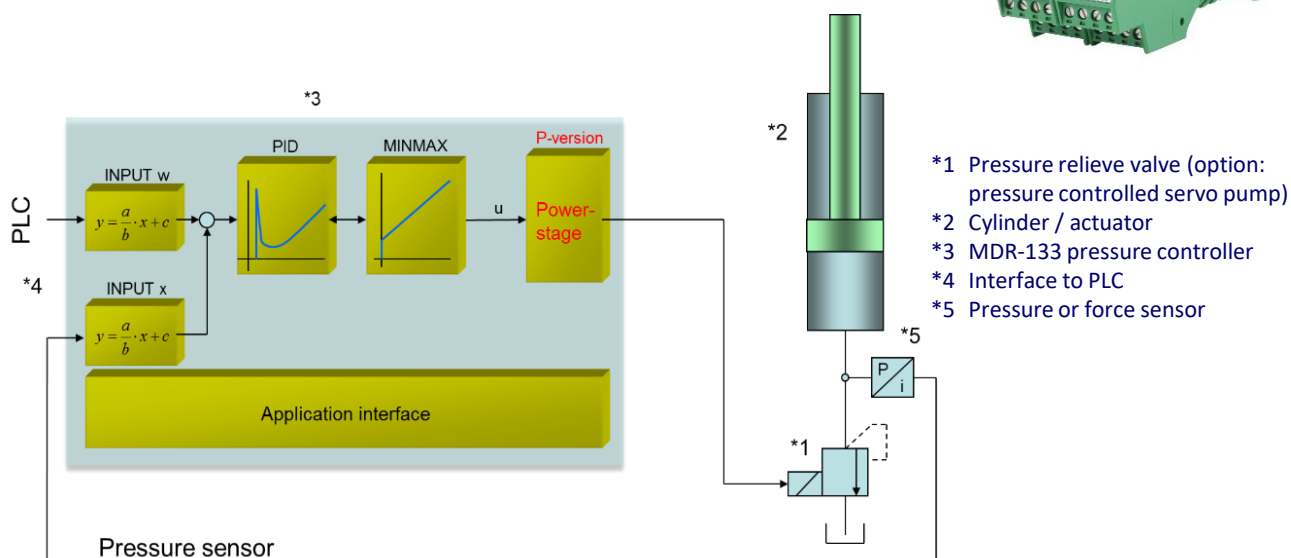 *3
P-version
PID
MINMAX
INPUT w
y = a/b · x + c
PLC
u
Power-
stage
*4
INPUT x
y = a/b · x + c
Application interface
Pressure sensor
*2
*5
P
i
*1
*1 Pressure relieve valve (option:
pressure controlled servo pump)
*2 Cylinder / actuator
*3 MDR-133 pressure controller
*4 Interface to PLC
*5 Pressure or force sensor